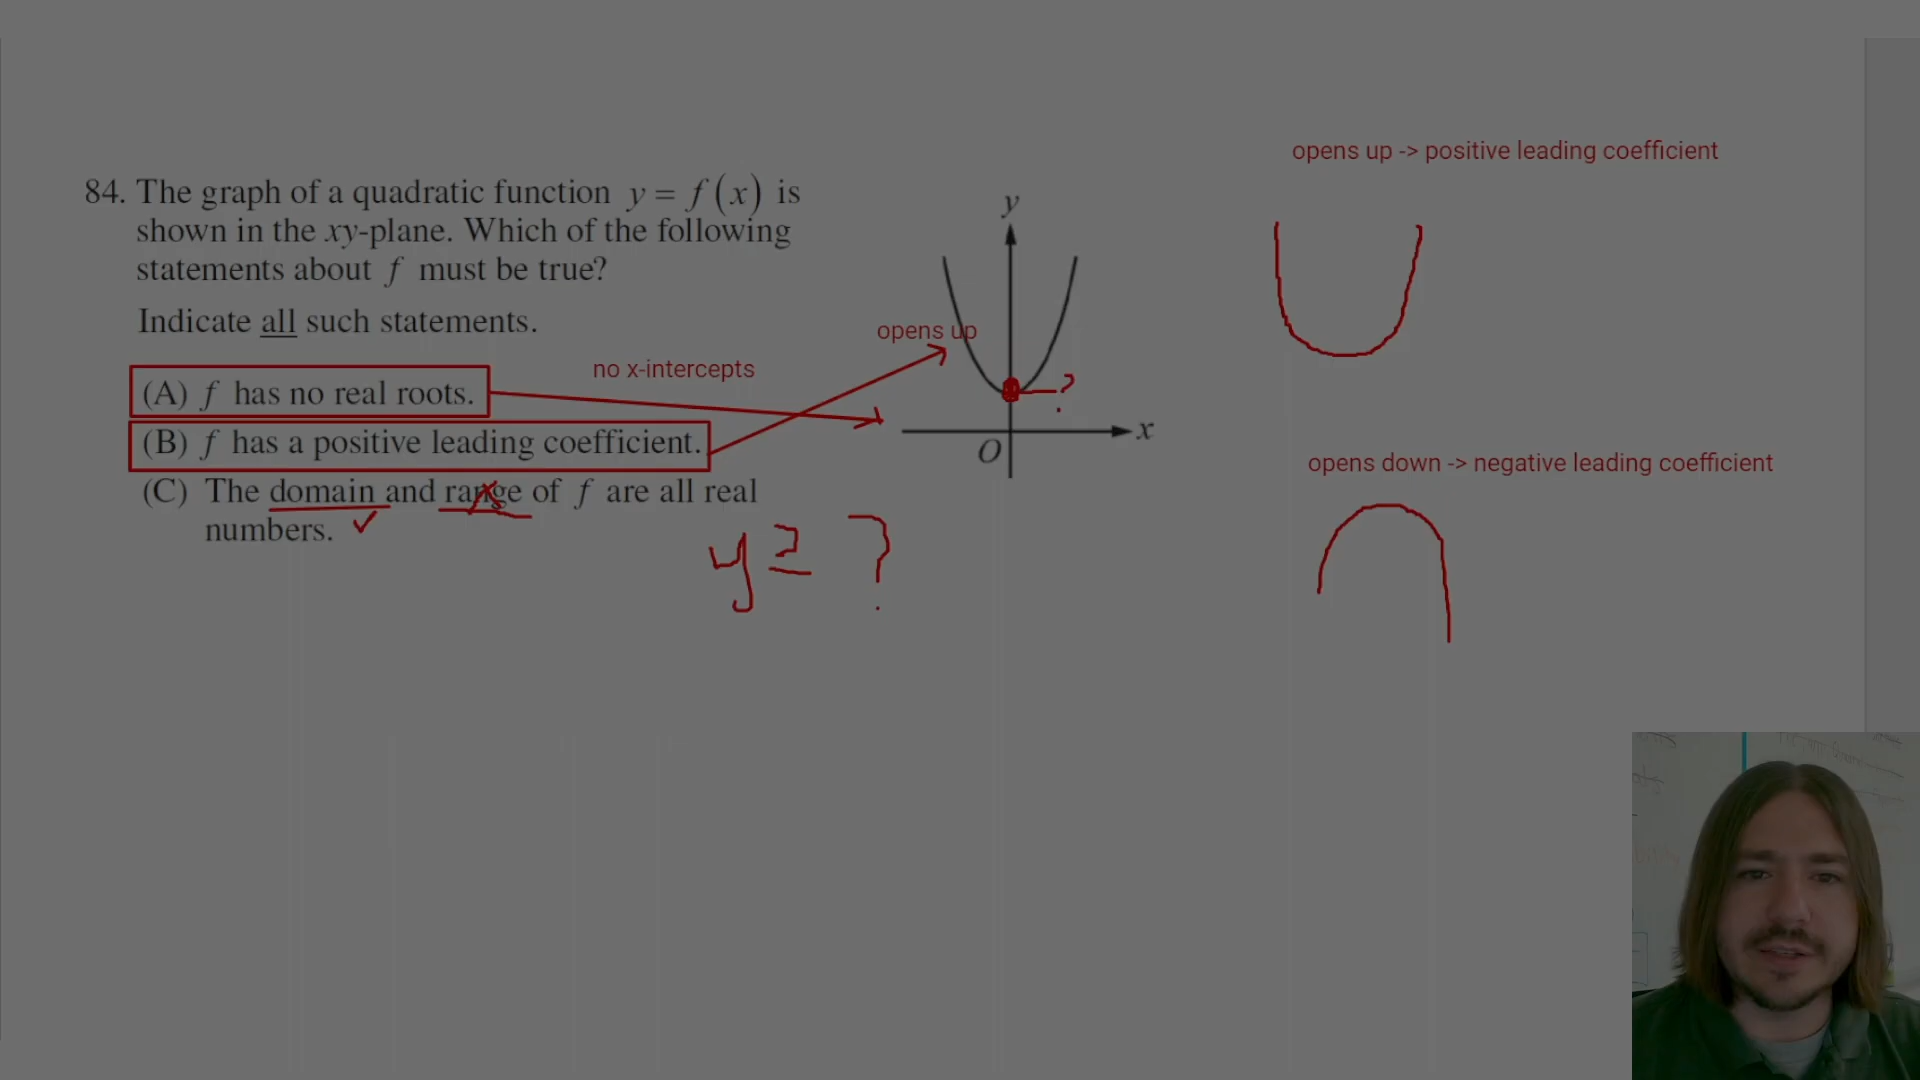 84. The graph of a quadratic function y = f(x) is
shown in the xy-plane. Which of the following
statements about f must be true?
Indicate all such statements.
(A) f has no real roots.
(B) f has a positive leading coefficient.
(C) The domain and range of f are all real
numbers.
no x-intercepts
opens up
y
?
x
O
y ≥ ?
opens up -> positive leading coefficient
opens down -> negative leading coefficient